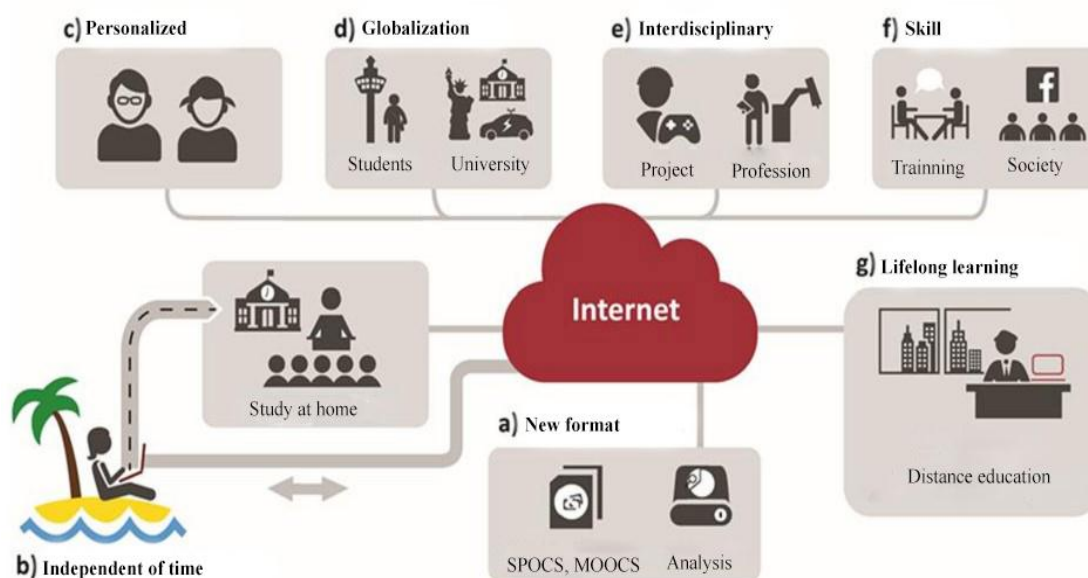 c) Personalized
d) Globalization
e) Interdisciplinary
f) Skill
Students
University
Project
Profession
Trainning
Society
Internet
g) Lifelong learning
Study at home
Distance education
a) New format
SPOCS, MOOCS
Analysis
b) Independent of time